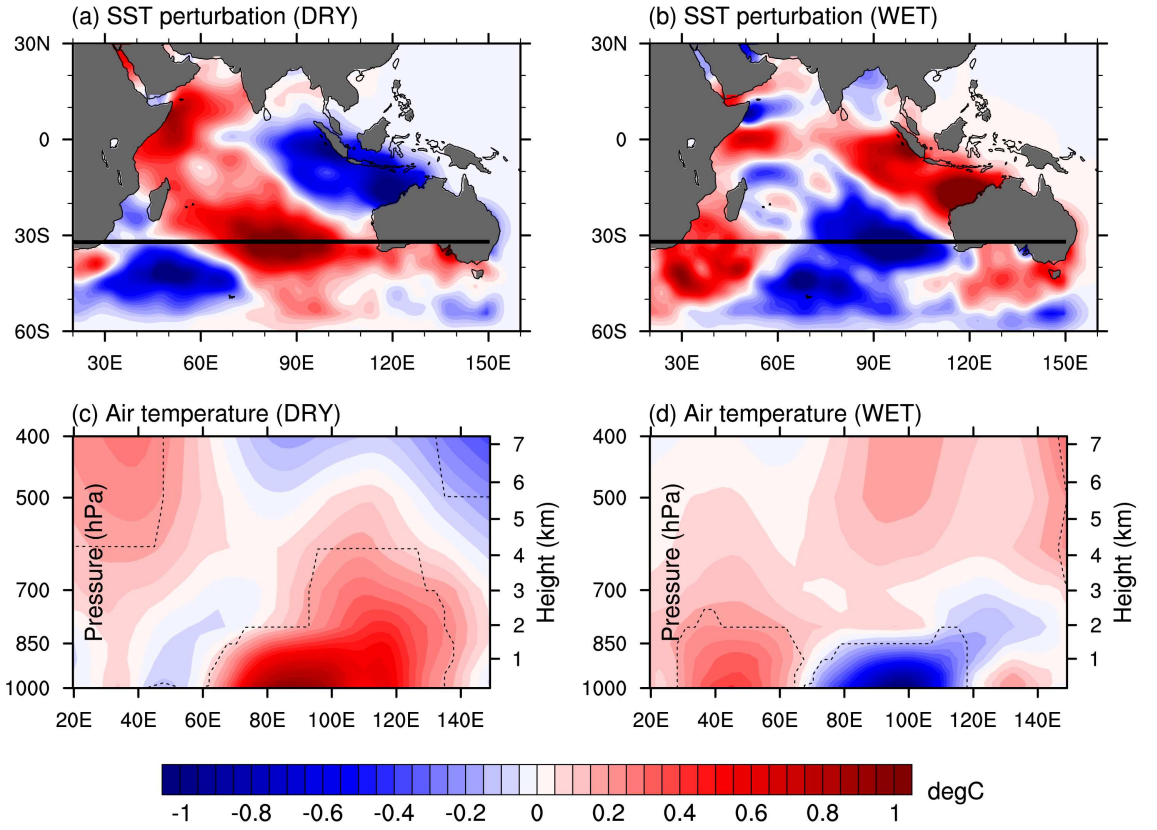 (a) SST perturbation (DRY)
(b) SST perturbation (WET)
30N
0
30S
60S
30E 60E 90E 120E 150E
30N
0
30S
60S
30E 60E 90E 120E 150E
(c) Air temperature (DRY)
(d) Air temperature (WET)
400
500
700
850
1000
Pressure (hPa)
7
6
5
4
3
2
1
Height (km)
20E 40E 60E 80E 100E 120E 140E
400
500
700
850
1000
Pressure (hPa)
7
6
5
4
3
2
1
Height (km)
20E 40E 60E 80E 100E 120E 140E
-1 -0.8 -0.6 -0.4 -0.2 0 0.2 0.4 0.6 0.8 1
degC